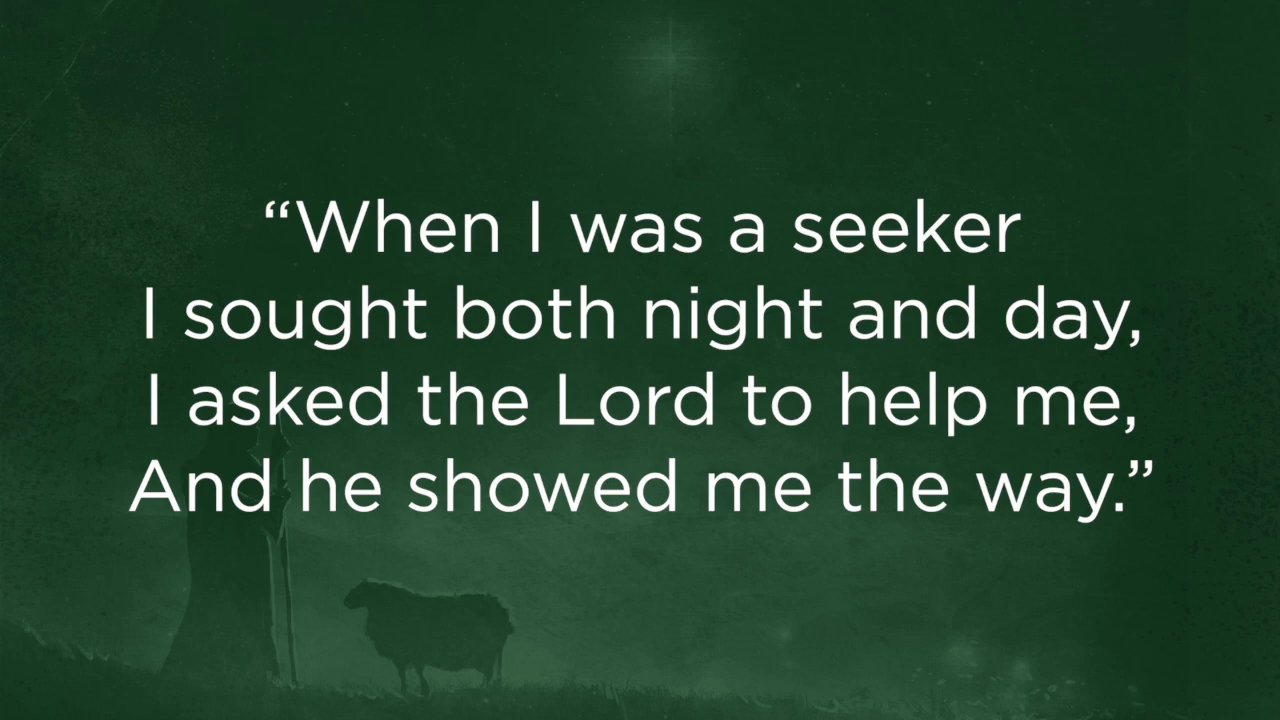 “When I was a seeker
I sought both night and day,
I asked the Lord to help me,
And he showed me the way.”